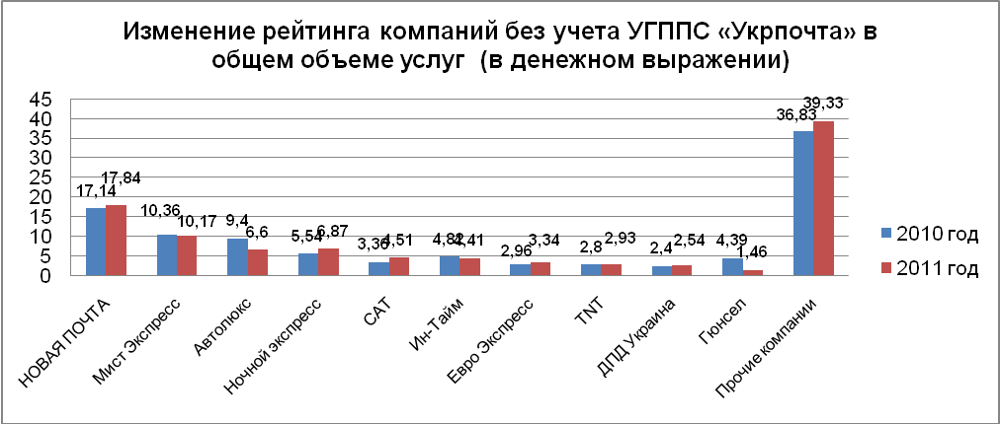 Изменение рейтинга компаний без учета УГППС «Укрпочта» в
общем объеме услуг (в денежном выражении)
45
40
35
30
25
20
15
10
5
0
17,14
17,84
10,36
10,17
9,4
6,6
5,54
6,87
3,36
4,51
4,82
4,41
2,96
3,34
2,8
2,93
2,4
2,54
4,39
1,46
36,83
39,33
НОВАЯ ПОЧТА
Мист Экспресс
Автолюкс
Ночной экспресс
САТ
Ин-Тайм
Евро Экспресс
TNT
ДПД Украина
Гюнсел
Прочие компании
2010 год
2011 год